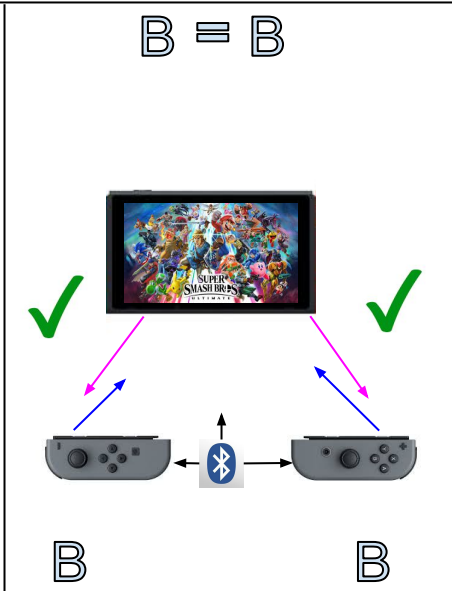 B = B
SUPER
SMASH BROS
ULTIMATE
B
B